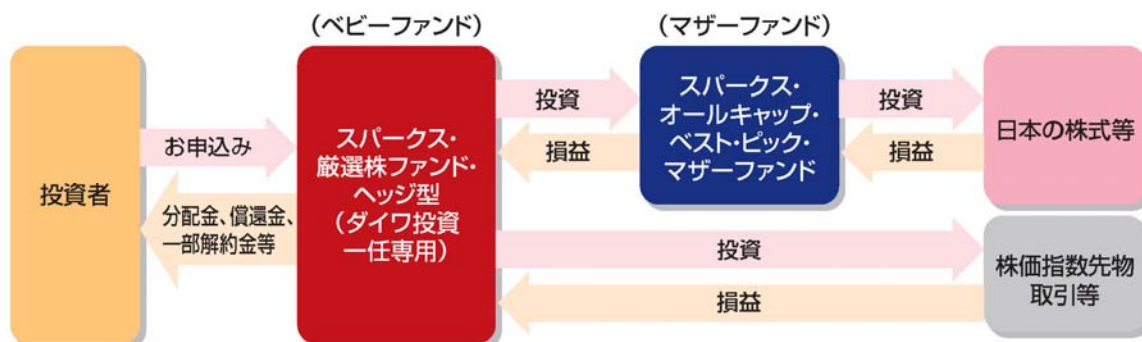 （ベビーファンド）
（マザーファンド）
投資者
お申込み
分配金、償還金、
一部解約金等
スパークス・
厳選株ファンド・
ヘッジ型
（ダイワ投資
一任専用）
投資
損益
スパークス・
オールキャップ・
ベスト・ピック・
マザーファンド
投資
損益
日本の株式等
投資
損益
株価指数先物
取引等